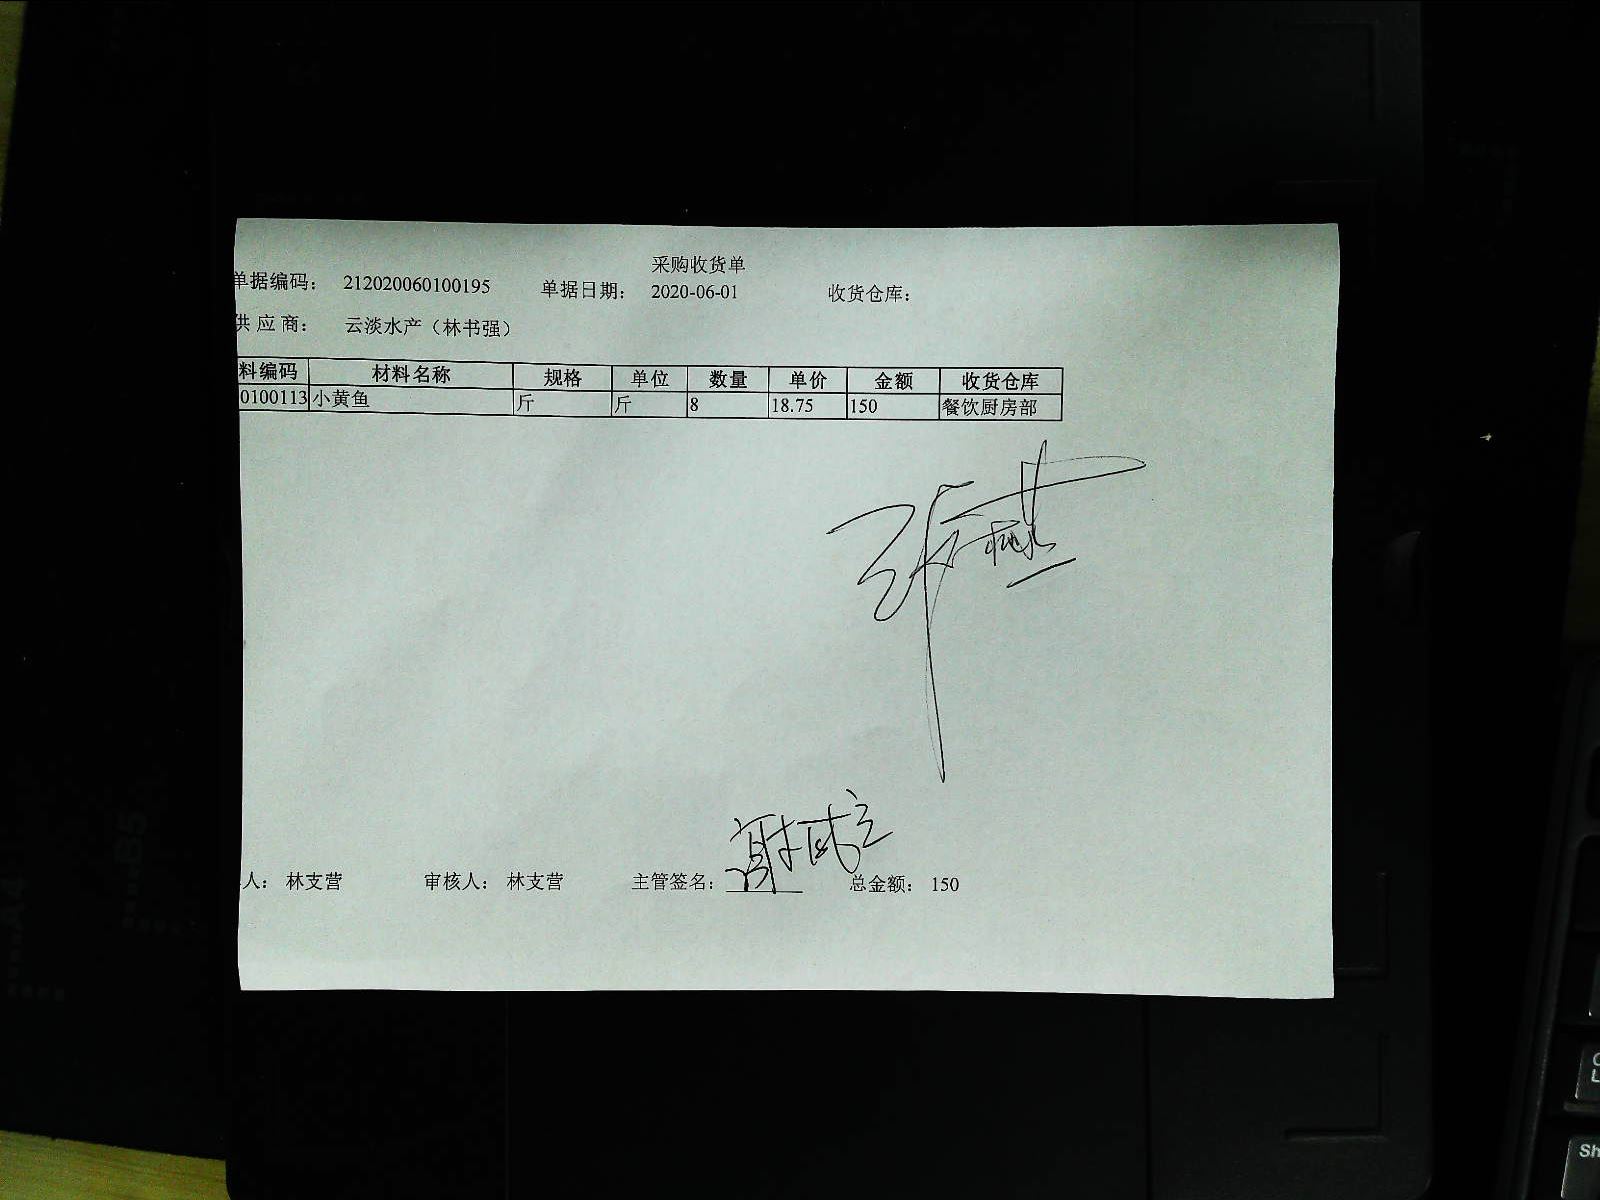 采购收货单
单据编码： 212020060100195 单据日期： 2020-06-01 收货仓库：
供 应 商： 云淡水产（林书强）
料编码 材料名称 规格 单位 数量 单价 金额 收货仓库
0100113 小黄鱼 斤 斤 8 18.75 150 餐饮厨房部
人： 林支营 审核人： 林支营 主管签名： 总金额： 150
B5
A4
Sh